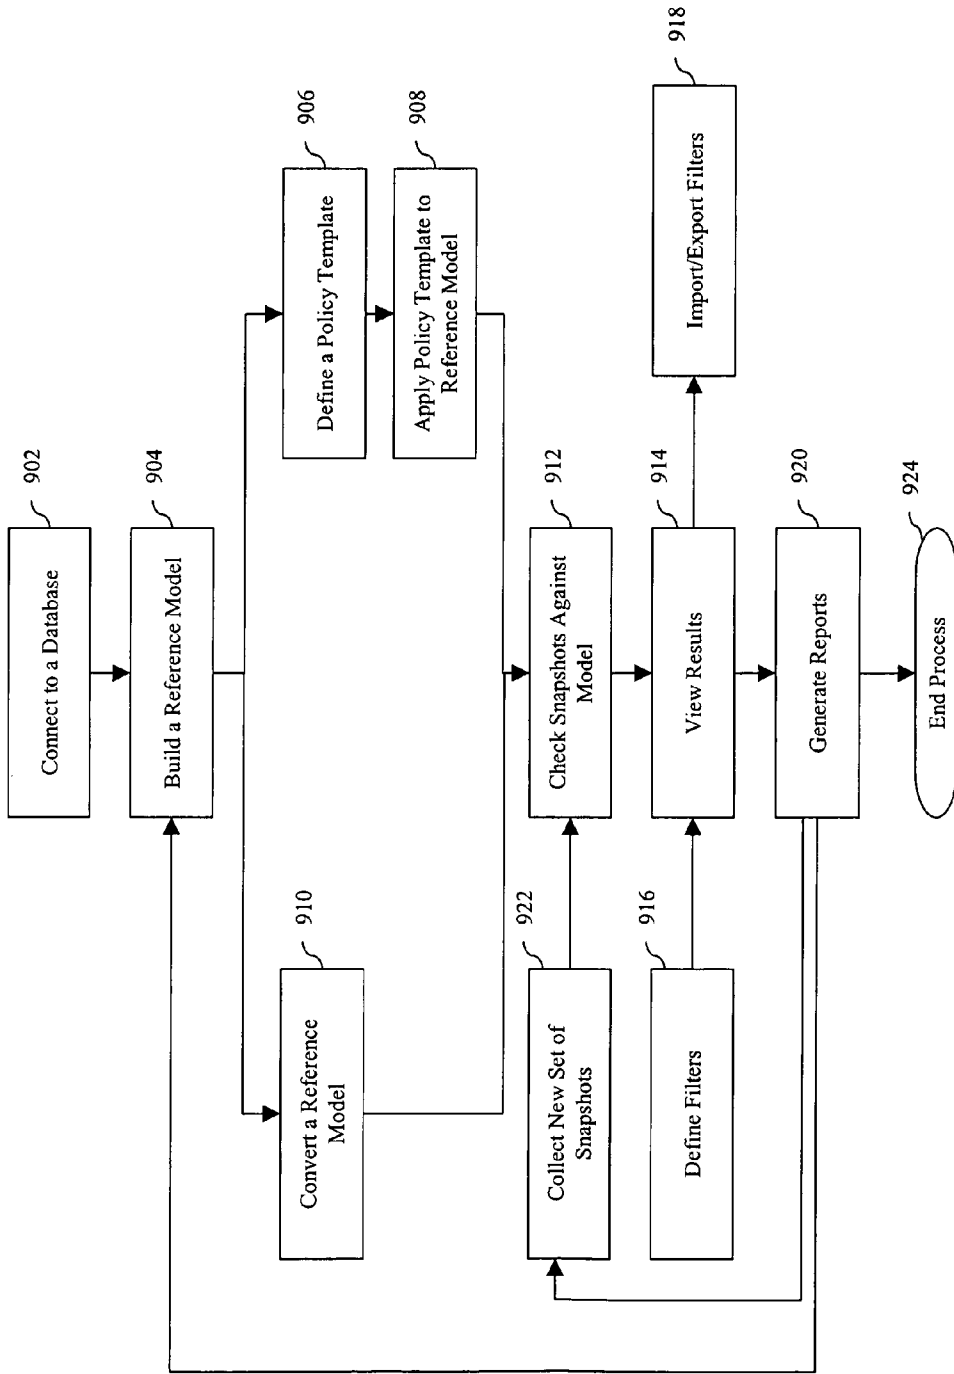 902
Connect to a Database
904
Build a Reference Model
906
Define a Policy Template
908
Apply Policy Template to
Reference Model
910
Convert a Reference
Model
912
Check Snapshots Against
Model
922
Collect New Set of
Snapshots
914
View Results
916
Define Filters
918
Import/Export Filters
920
Generate Reports
924
End Process